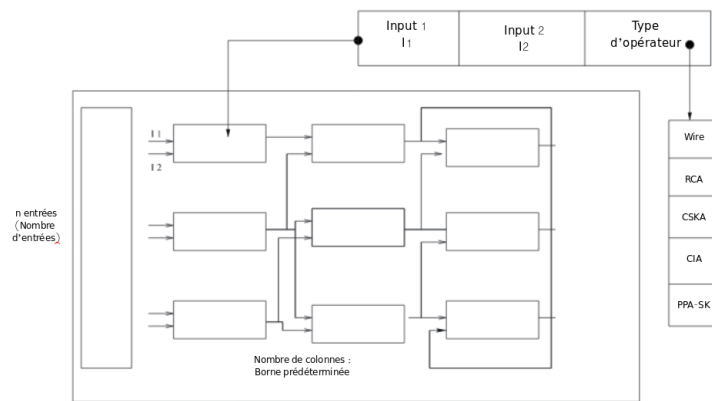 Input 1
I1
Input 2
I2
Type
d'opérateur
I 1
I 2
n entrées
(Nombre
d'entrées)
Wire
RCA
CSKA
CIA
PPA-SK
Nombre de colonnes :
Borne prédéterminée